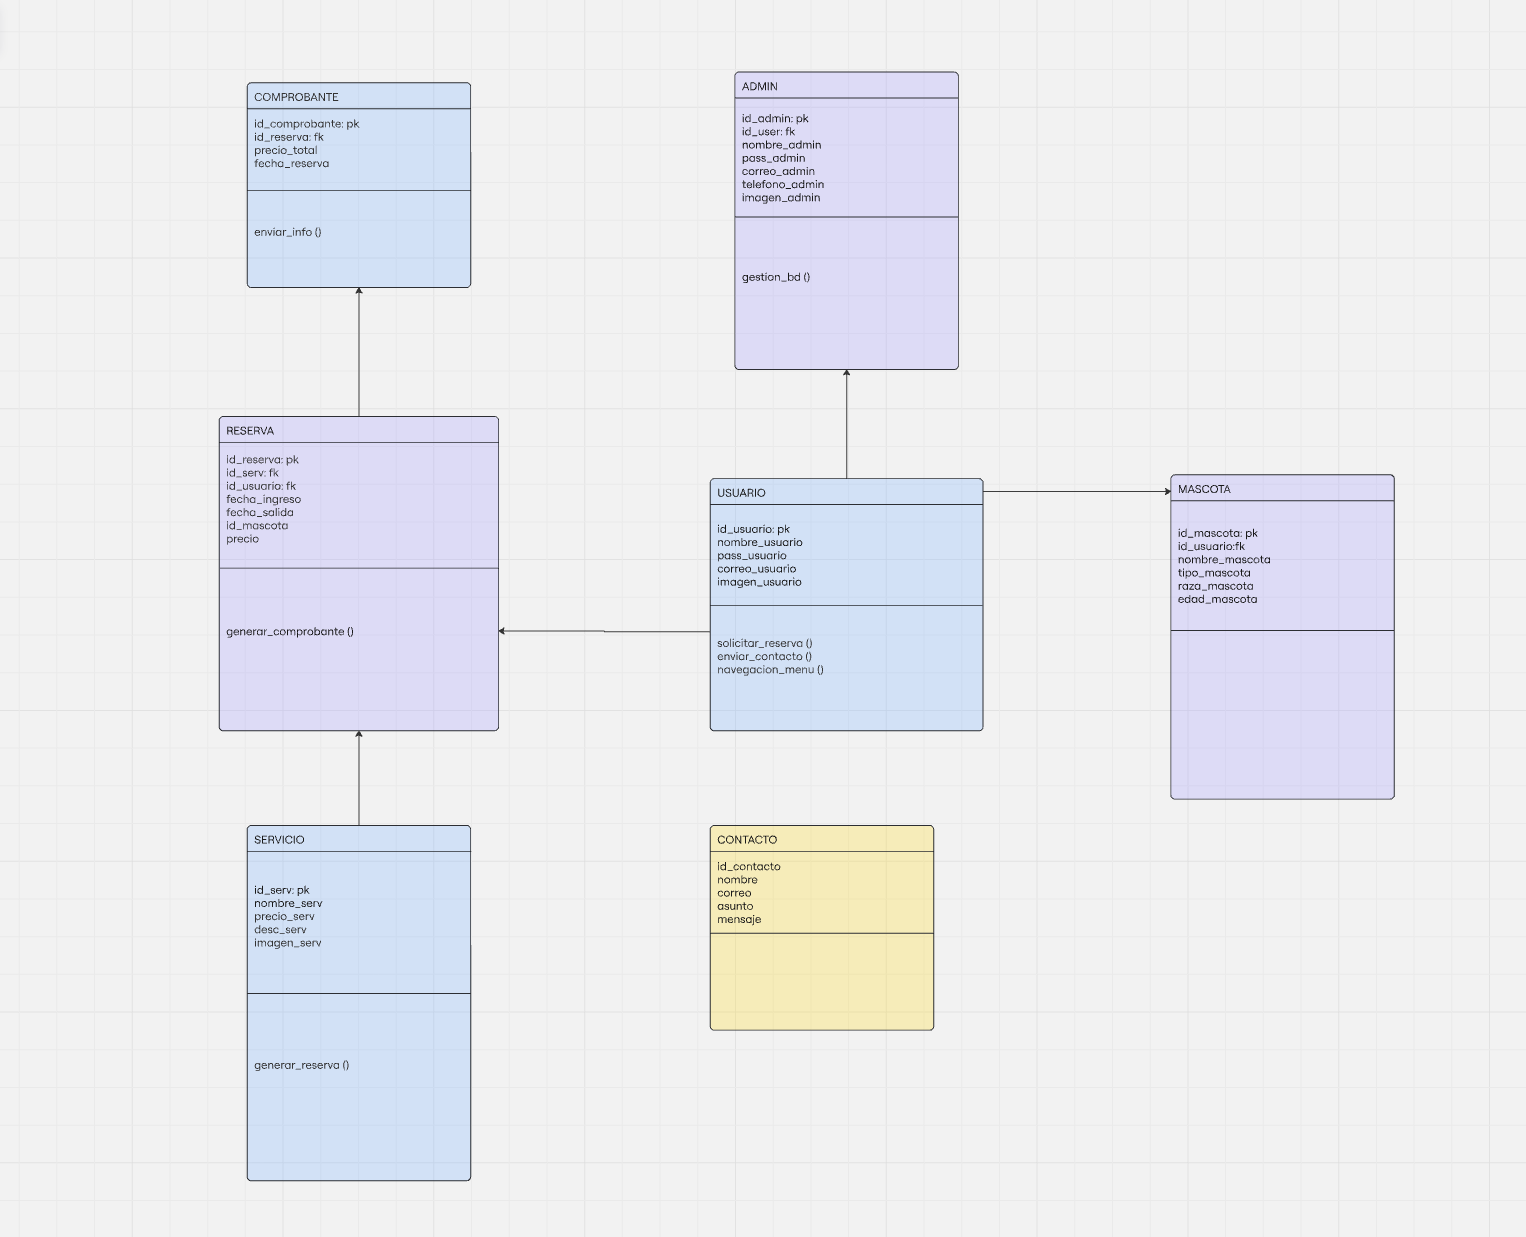 COMPROBANTE
id_comprobante: pk
id_reserva: fk
precio_total
fecha_reserva
enviar_info ()
ADMIN
id_admin: pk
id_user: fk
nombre_admin
pass_admin
correo_admin
telefono_admin
imagen_admin
gestion_bd ()
RESERVA
id_reserva: pk
id_serv: fk
id_usuario: fk
fecha_ingreso
fecha_salida
id_mascota
precio
generar_comprobante ()
USUARIO
id_usuario: pk
nombre_usuario
pass_usuario
correo_usuario
imagen_usuario
solicitar_reserva ()
enviar_contacto ()
navegacion_menu ()
MASCOTA
id_mascota: pk
id_usuario:fk
nombre_mascota
tipo_mascota
raza_mascota
edad_mascota
SERVICIO
id_serv: pk
nombre_serv
precio_serv
desc_serv
imagen_serv
generar_reserva ()
CONTACTO
id_contacto
nombre
correo
asunto
mensaje